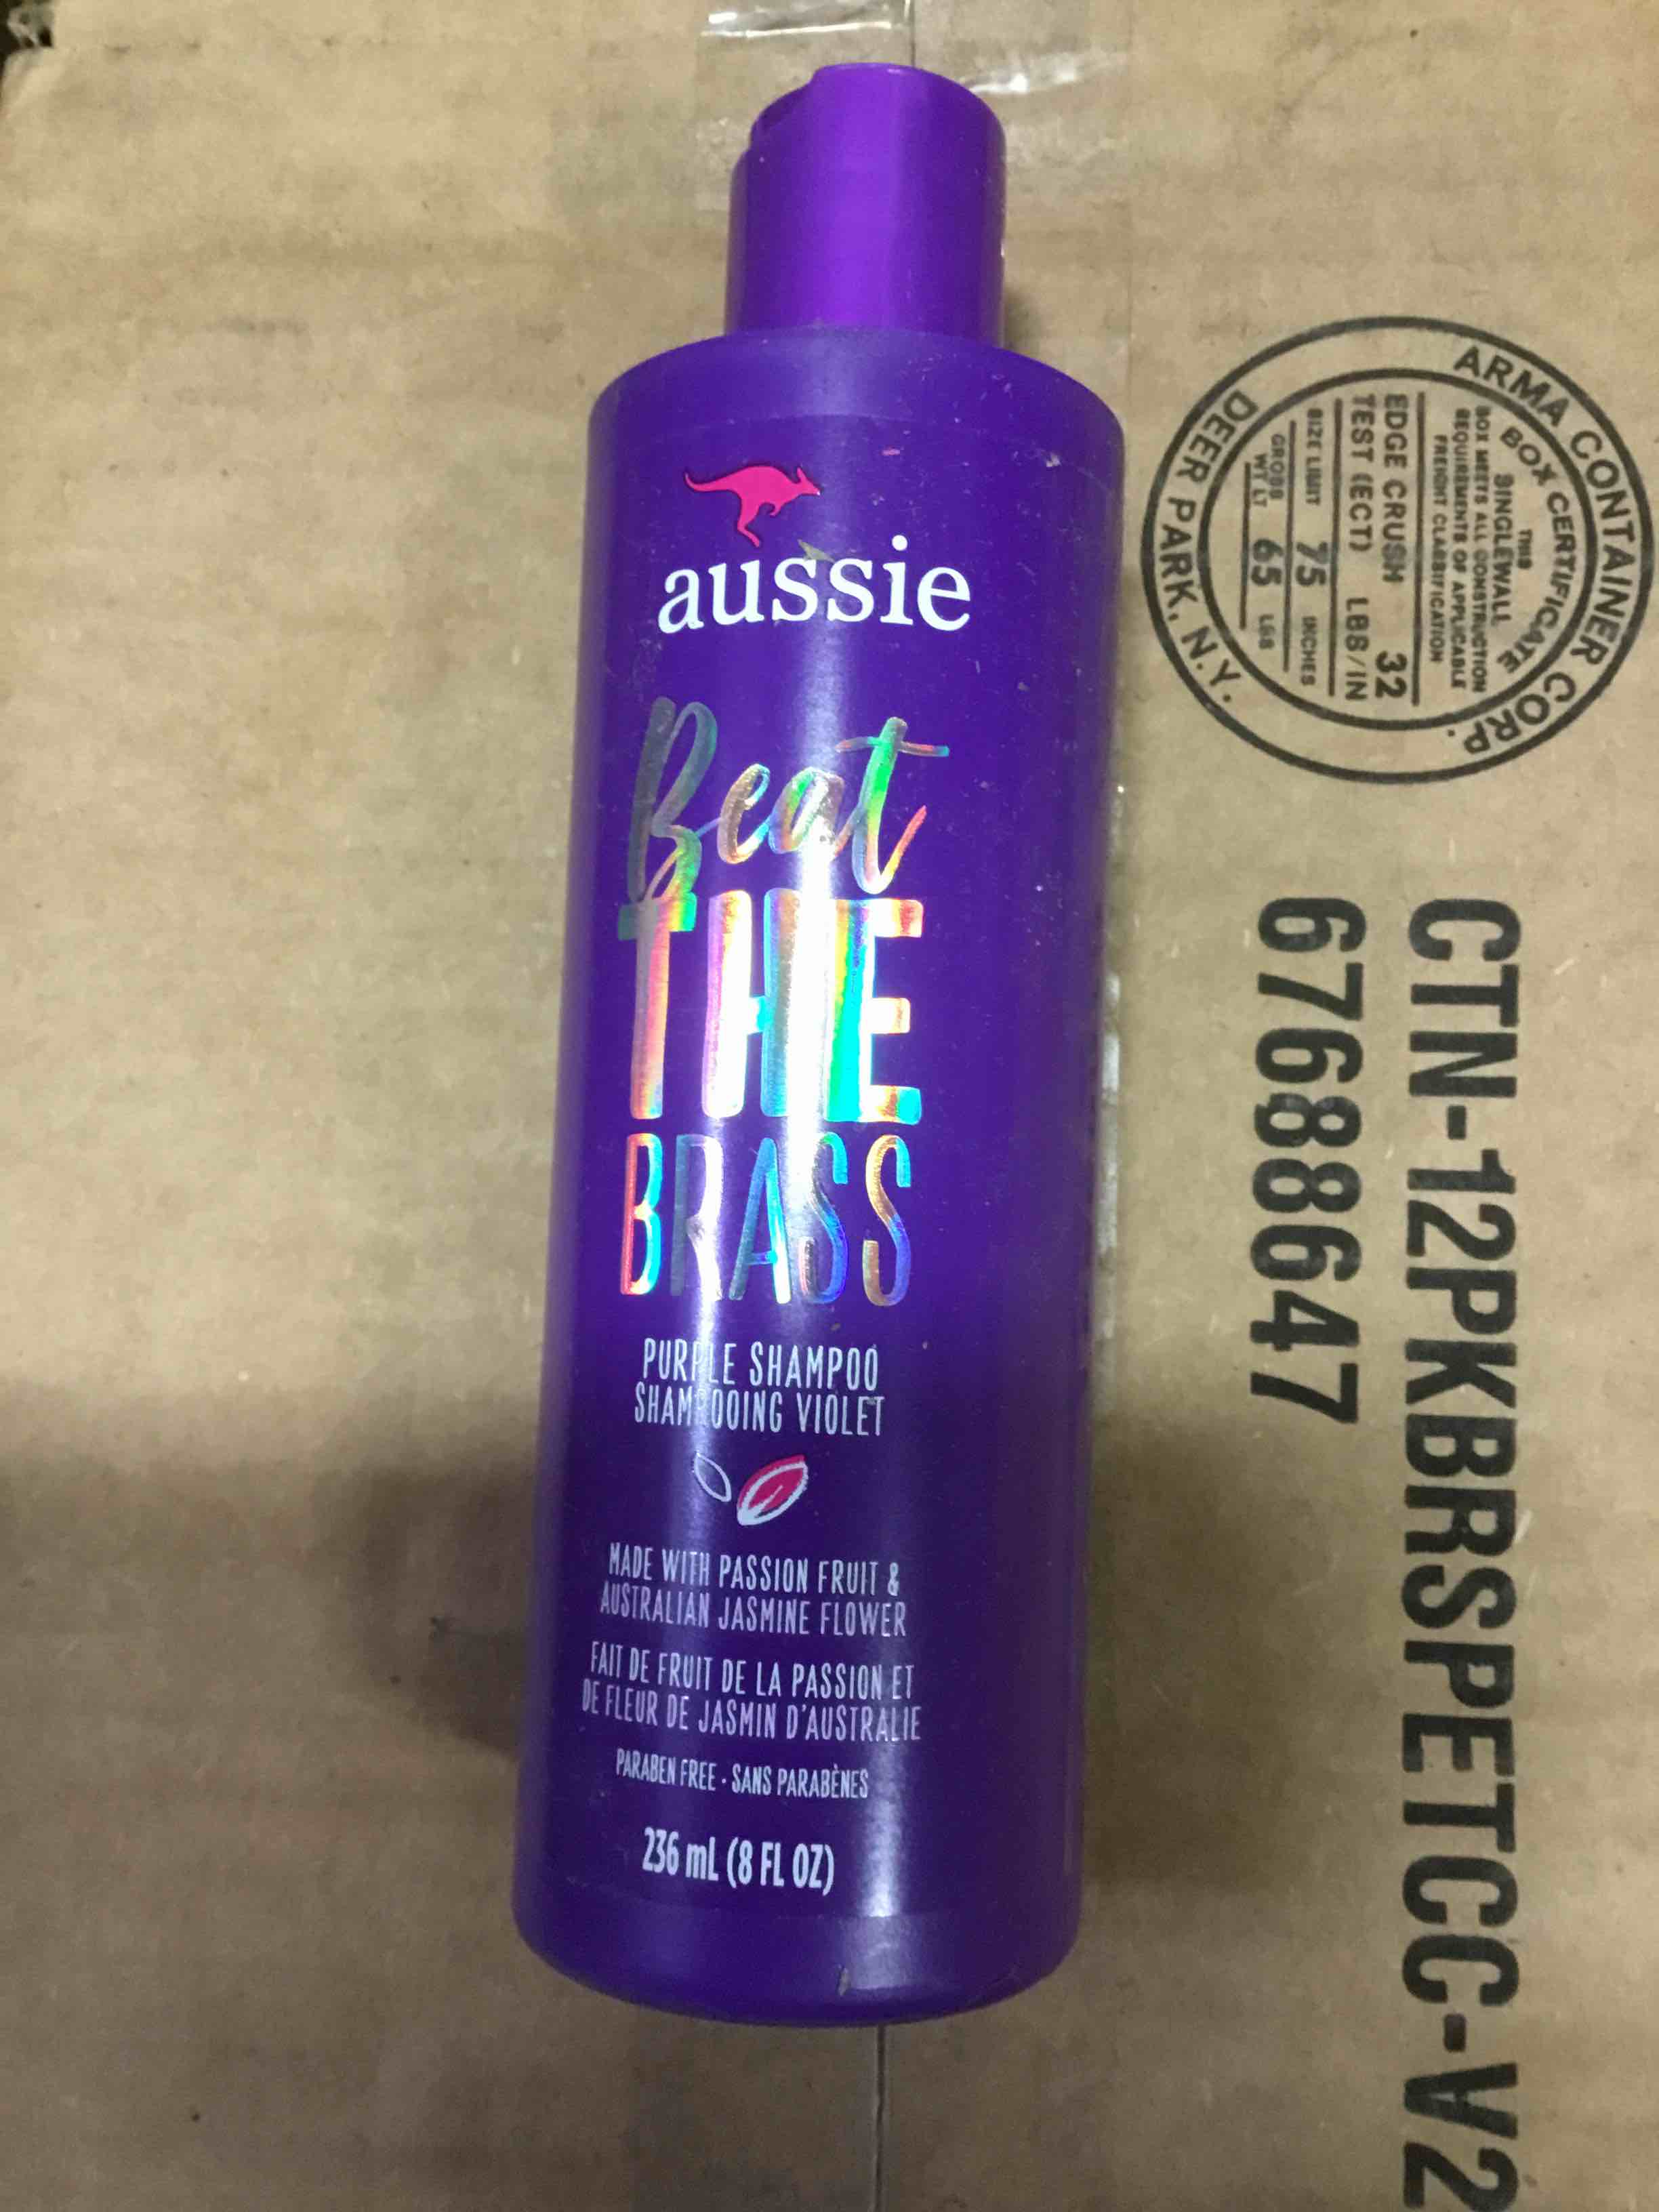 aussie
Beat
THE
BRASS
PURPLE SHAMPOO
SHAMPOOING VIOLET
MADE WITH PASSION FRUIT &
AUSTRALIAN JASMINE FLOWER
FAIT DE FRUIT DE LA PASSION ET
DE FLEUR DE JASMIN D'AUSTRALIE
PARABEN FREE • SANS PARABÈNES
236 mL (8 FL OZ)
ARMA CONTAINER CORP.
DEER PARK, N.Y.
BOX CERTIFICATE
THIS
SINGLEWALL
BOX MEETS ALL CONSTRUCTION
REQUIREMENTS OF APPLICABLE
FREIGHT CLASSIFICATION
EDGE CRUSH 32
TEST (ECT) LBS/IN
SIZE LIMIT 75 INCHES
GROSS
WT LT 65 LBS
CTN-12PKBRSPETCC-V2
67688647